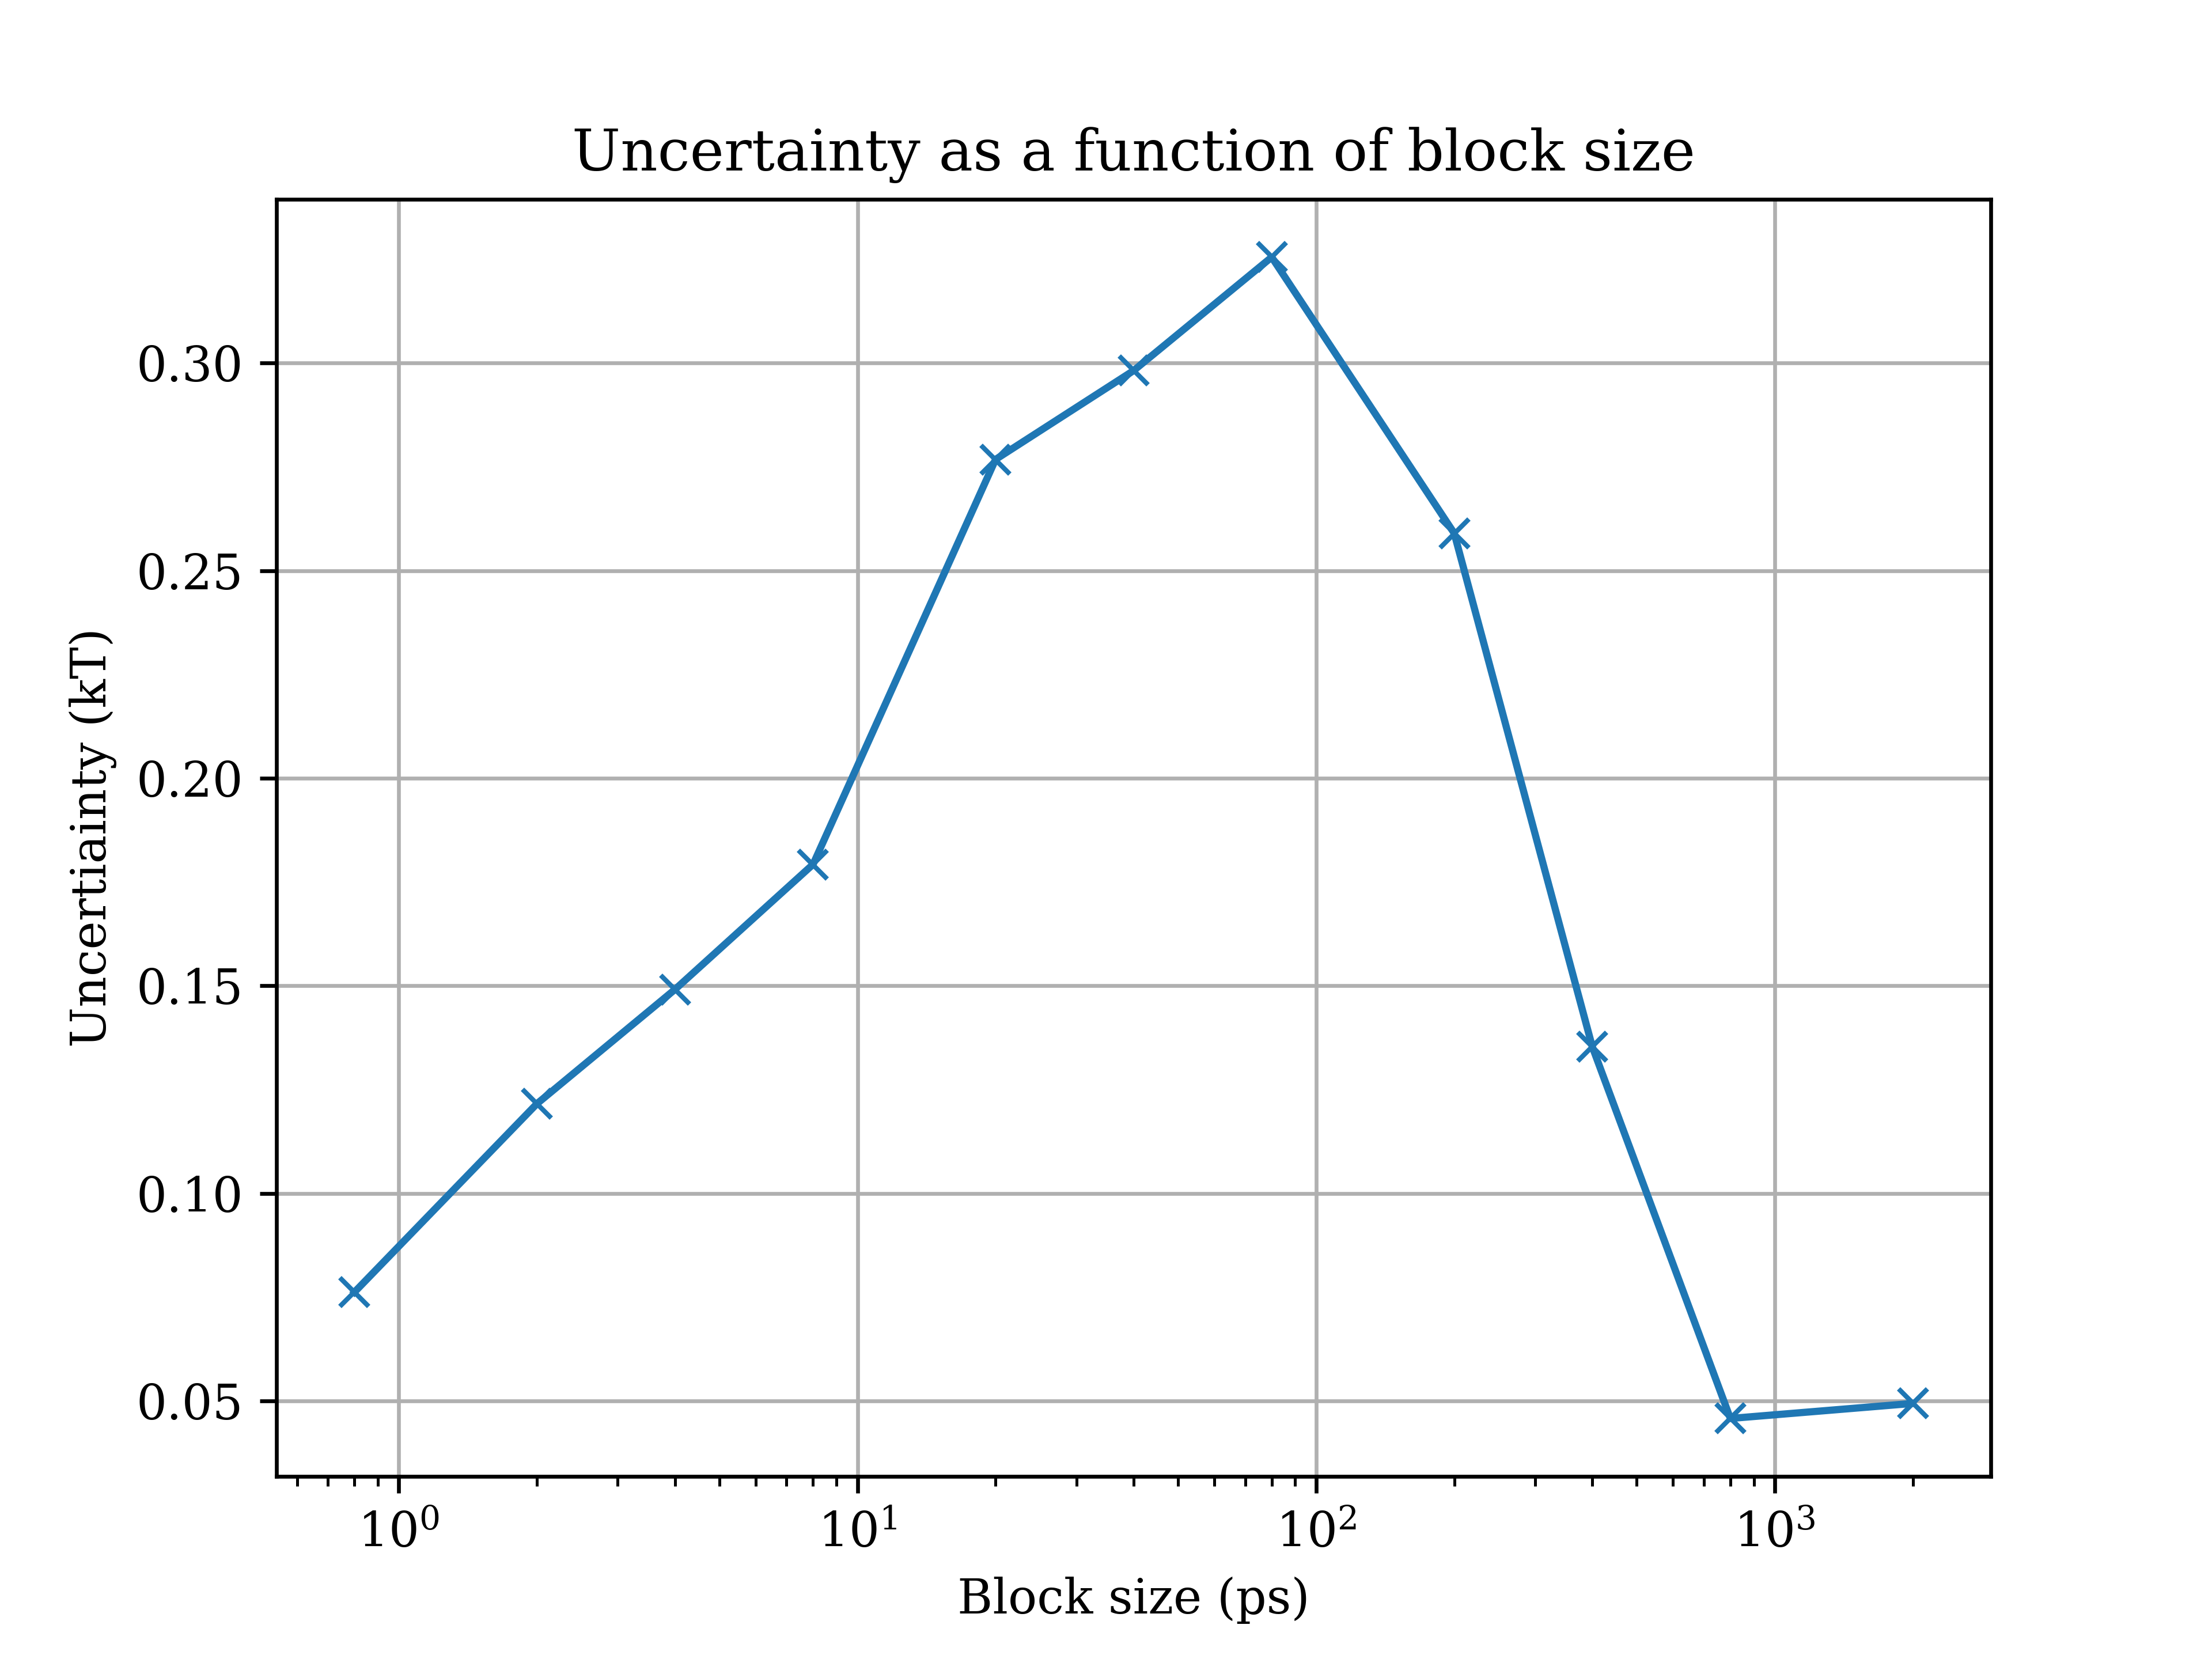 Uncertainty as a function of block size
0.30
0.25
0.20
0.15
0.10
0.05
Uncertiainty (kT)
10⁰ 10¹ 10² 10³
Block size (ps)